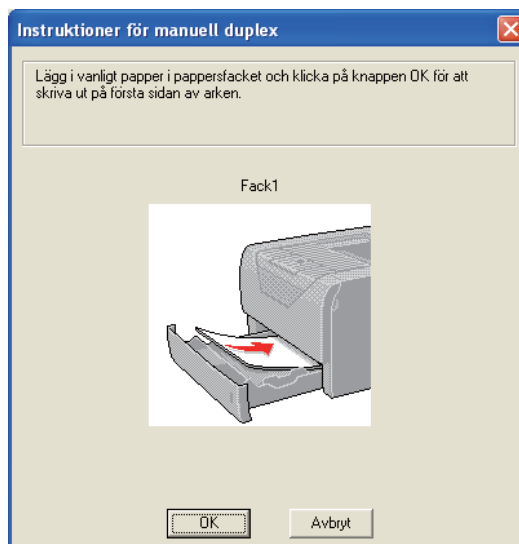 Instruktioner för manuell duplex
Lägg i vanligt papper i pappersfacket och klicka på knappen OK för att
skriva ut på första sidan av arken.
Fack1
OK
Avbryt